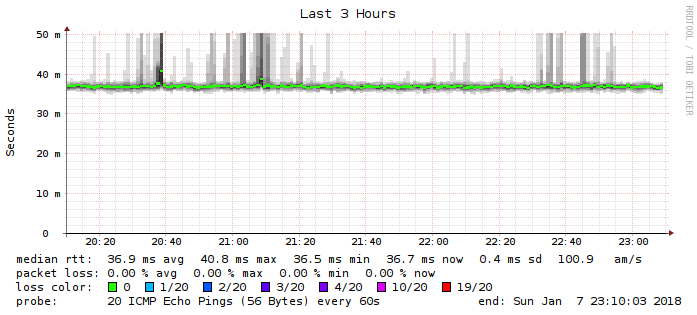 Last 3 Hours
RRDTOOL / TOBI OETIKER
Seconds
50 m
40 m
30 m
20 m
10 m
0
20:20 20:40 21:00 21:20 21:40 22:00 22:20 22:40 23:00
median rtt: 36.9 ms avg 40.8 ms max 36.5 ms min 36.7 ms now 0.4 ms sd 100.9 am/s
packet loss: 0.00 % avg 0.00 % max 0.00 % min 0.00 % now
loss color: 0 1/20 2/20 3/20 4/20 10/20 19/20
probe: 20 ICMP Echo Pings (56 Bytes) every 60s end: Sun Jan 7 23:10:03 2018